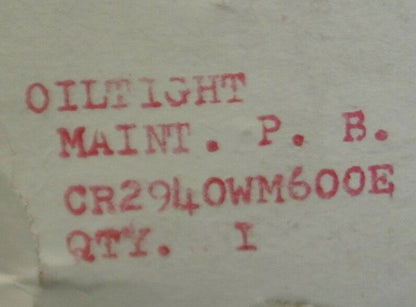 OILTIGHT
MAINT. P. B.
CR2940WM600E
QTY. 1